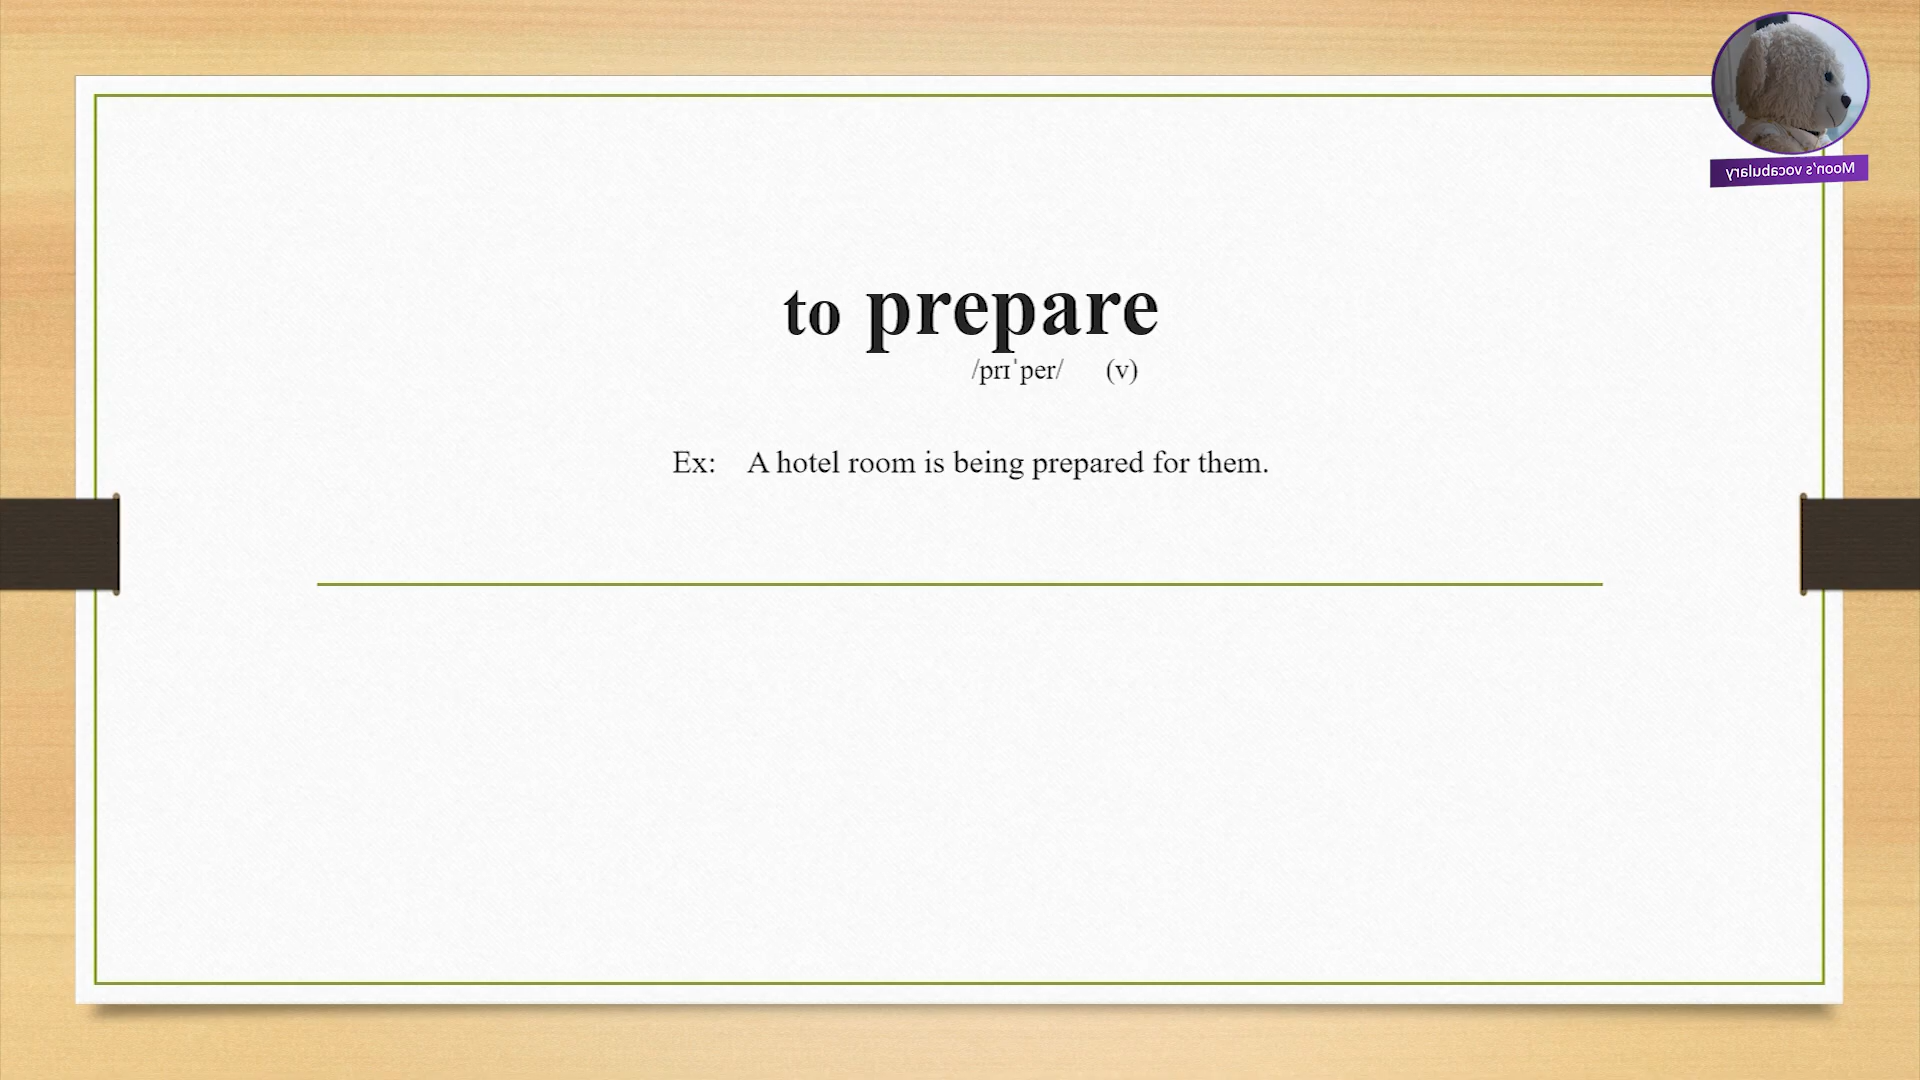 Moon's vocabulary
to prepare
/prɪˈper/ (v)
Ex: A hotel room is being prepared for them.